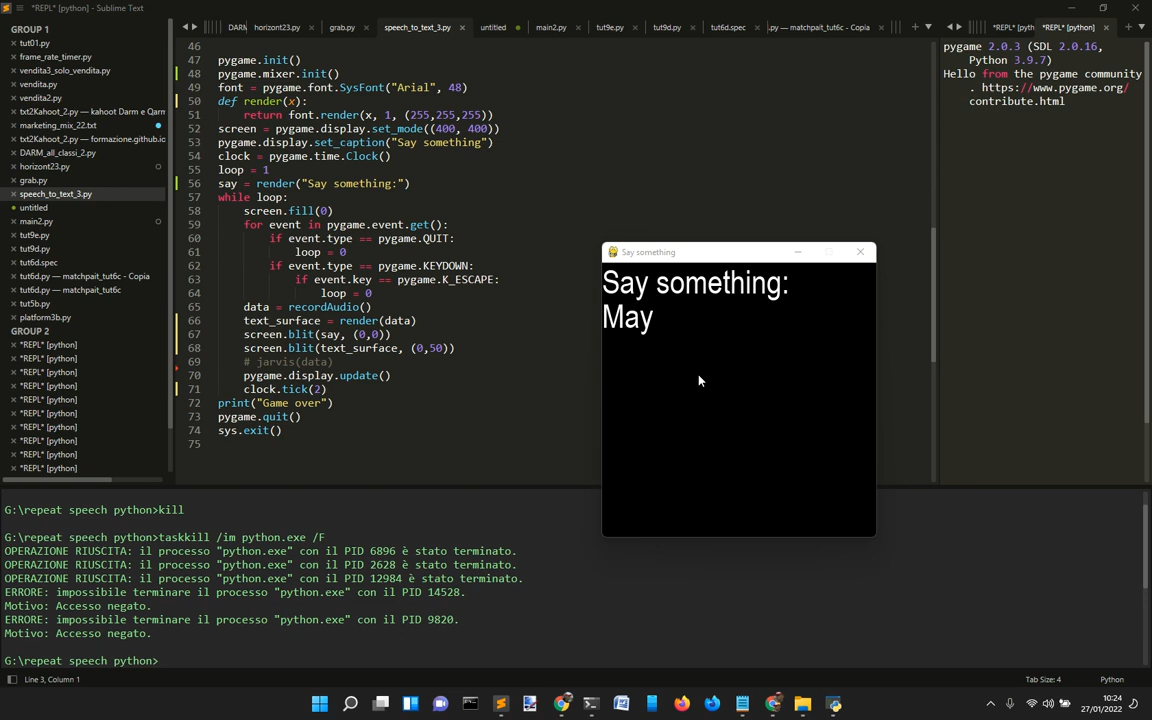 *REPL* [python] - Sublime Text
GROUP 1
tut01.py
frame_rate_timer.py
vendita3_solo_vendita.py
vendita.py
vendita2.py
txt2Kahoot_2.py — kahoot Darm e Qarm
marketing_mix_22.txt
txt2Kahoot_2.py — formazione.github.io
DARM_all_classi_2.py
horizont23.py
grab.py
speech_to_text_3.py
untitled
main2.py
tut9e.py
tut9d.py
tut6d.spec
tut6d.py — matchpait_tut6c - Copia
tut6d.py — matchpait_tut6c
tut5b.py
platform3b.py
GROUP 2
*REPL* [python]
*REPL* [python]
*REPL* [python]
*REPL* [python]
*REPL* [python]
*REPL* [python]
*REPL* [python]
*REPL* [python]
*REPL* [python]
*REPL* [python]
DARM horizont23.py grab.py speech_to_text_3.py untitled main2.py tut9e.py tut9d.py tut6d.spec .py — matchpait_tut6c - Copia
46
47 pygame.init()
48 pygame.mixer.init()
49 font = pygame.font.SysFont("Arial", 48)
50 def render(x):
51 return font.render(x, 1, (255,255,255))
52 screen = pygame.display.set_mode((400, 400))
53 pygame.display.set_caption("Say something")
54 clock = pygame.time.Clock()
55 loop = 1
56 say = render("Say something:")
57 while loop:
58 screen.fill(0)
59 for event in pygame.event.get():
60 if event.type == pygame.QUIT:
61 loop = 0
62 if event.type == pygame.KEYDOWN:
63 if event.key == pygame.K_ESCAPE:
64 loop = 0
65 data = recordAudio()
66 text_surface = render(data)
67 screen.blit(say, (0,0))
68 screen.blit(text_surface, (0,50))
69 # jarvis(data)
70 pygame.display.update()
71 clock.tick(2)
72 print("Game over")
73 pygame.quit()
74 sys.exit()
75
Say something
Say something:
May
*REPL* [pyth *REPL* [python]
pygame 2.0.3 (SDL 2.0.16,
Python 3.9.7)
Hello from the pygame community
. https://www.pygame.org/
contribute.html
G:\repeat speech python>kill
G:\repeat speech python>taskkill /im python.exe /F
OPERAZIONE RIUSCITA: il processo "python.exe" con il PID 6896 è stato terminato.
OPERAZIONE RIUSCITA: il processo "python.exe" con il PID 2628 è stato terminato.
OPERAZIONE RIUSCITA: il processo "python.exe" con il PID 12984 è stato terminato.
ERRORE: impossibile terminare il processo "python.exe" con il PID 14528.
Motivo: Accesso negato.
ERRORE: impossibile terminare il processo "python.exe" con il PID 9820.
Motivo: Accesso negato.
G:\repeat speech python>
Line 3, Column 1
Tab Size: 4 Python
10:24
27/01/2022